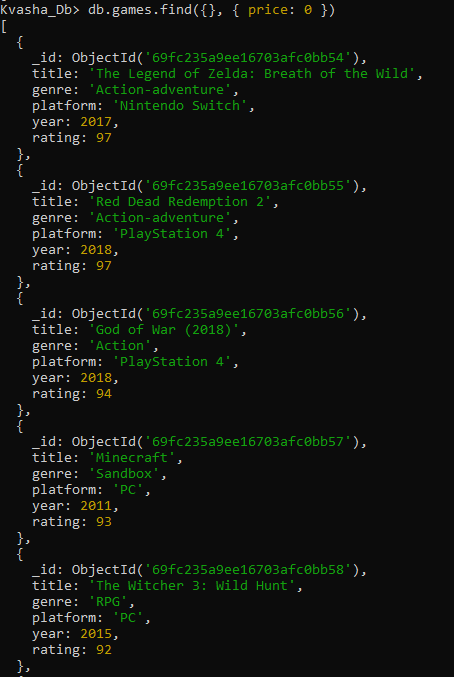 Kvasha_Db> db.games.find({}, { price: 0 })
[
  {
    _id: ObjectId('69fc235a9ee16703afc0bb54'),
    title: 'The Legend of Zelda: Breath of the Wild',
    genre: 'Action-adventure',
    platform: 'Nintendo Switch',
    year: 2017,
    rating: 97
  },
  {
    _id: ObjectId('69fc235a9ee16703afc0bb55'),
    title: 'Red Dead Redemption 2',
    genre: 'Action-adventure',
    platform: 'PlayStation 4',
    year: 2018,
    rating: 97
  },
  {
    _id: ObjectId('69fc235a9ee16703afc0bb56'),
    title: 'God of War (2018)',
    genre: 'Action',
    platform: 'PlayStation 4',
    year: 2018,
    rating: 94
  },
  {
    _id: ObjectId('69fc235a9ee16703afc0bb57'),
    title: 'Minecraft',
    genre: 'Sandbox',
    platform: 'PC',
    year: 2011,
    rating: 93
  },
  {
    _id: ObjectId('69fc235a9ee16703afc0bb58'),
    title: 'The Witcher 3: Wild Hunt',
    genre: 'RPG',
    platform: 'PC',
    year: 2015,
    rating: 92
  },